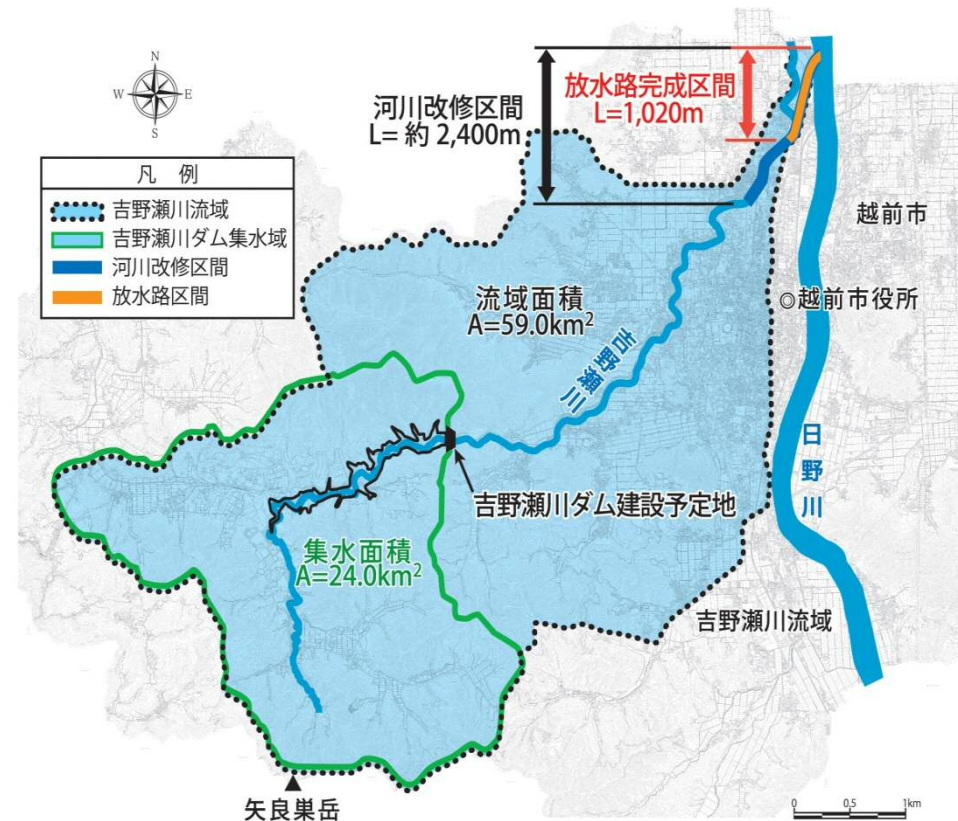 N
W
E
S
凡 例
吉野瀬川流域
吉野瀬川ダム集水域
河川改修区間
放水路区間
河川改修区間
L= 約 2,400m
放水路完成区間
L=1,020m
越前市
◎越前市役所
流域面積
A=59.0km²
吉野瀬川
日野川
吉野瀬川ダム建設予定地
集水面積
A=24.0km²
吉野瀬川流域
矢良巣岳
0 0.5 1km